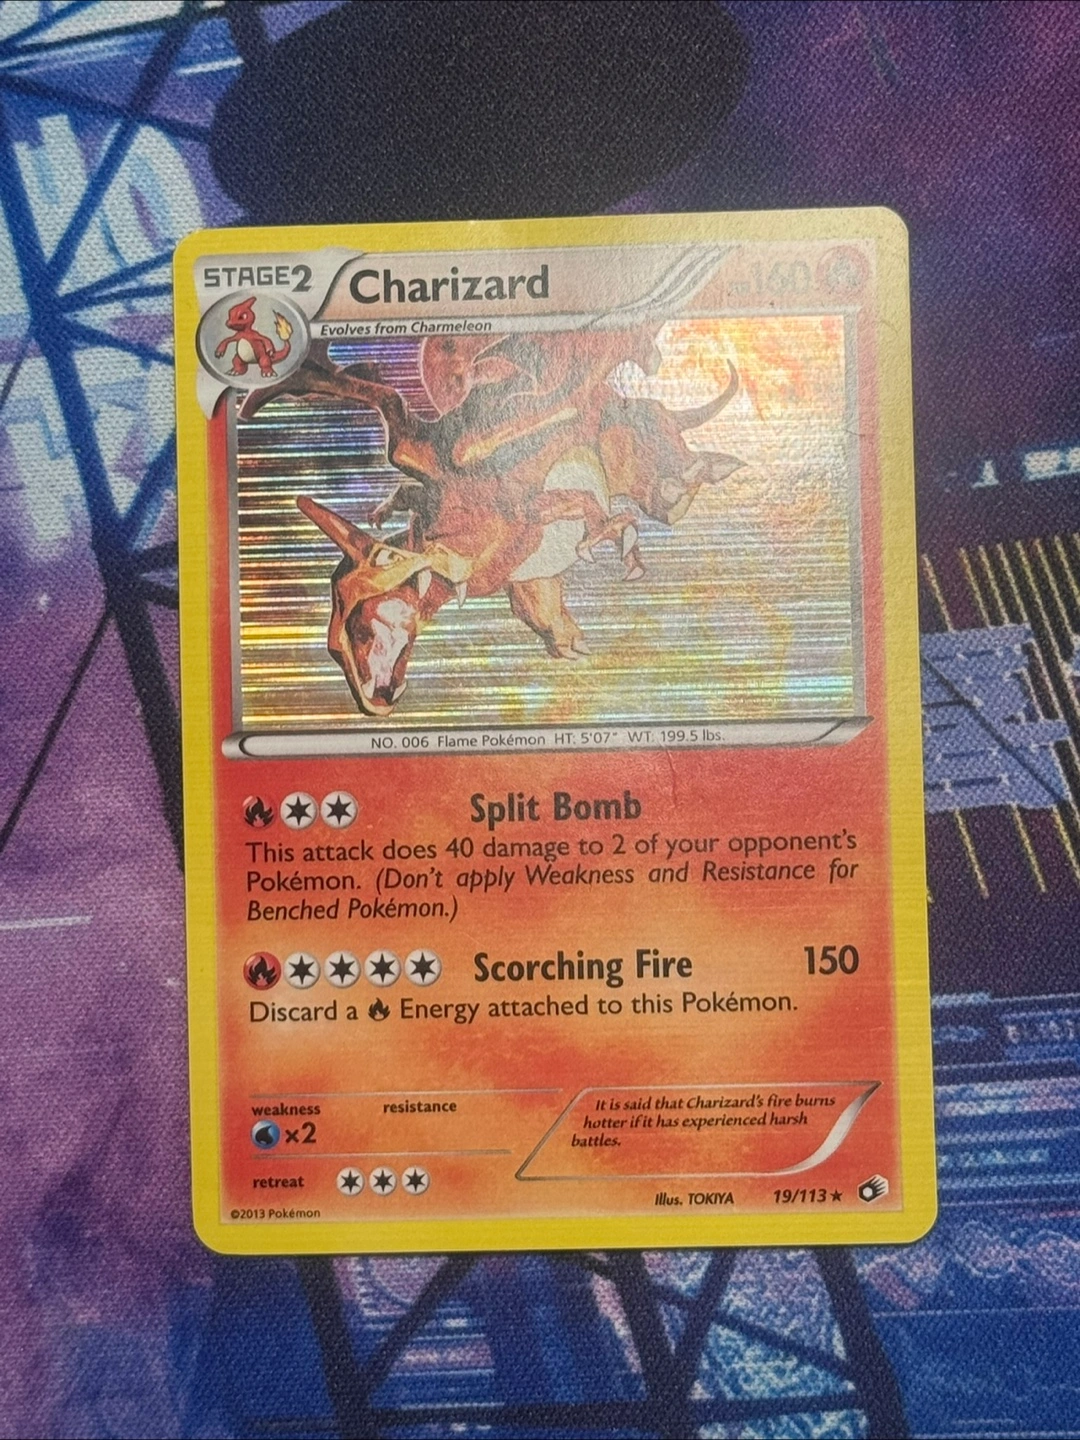 STAGE2 Charizard HP160
Evolves from Charmeleon
NO. 006 Flame Pokémon HT: 5'07" WT: 199.5 lbs.
Split Bomb
This attack does 40 damage to 2 of your opponent's
Pokémon. (Don't apply Weakness and Resistance for
Benched Pokémon.)
Scorching Fire 150
Discard a Energy attached to this Pokémon.
weakness resistance
×2
It is said that Charizard's fire burns
hotter if it has experienced harsh
battles.
retreat
Illus. TOKIYA 19/113★
©2013 Pokémon